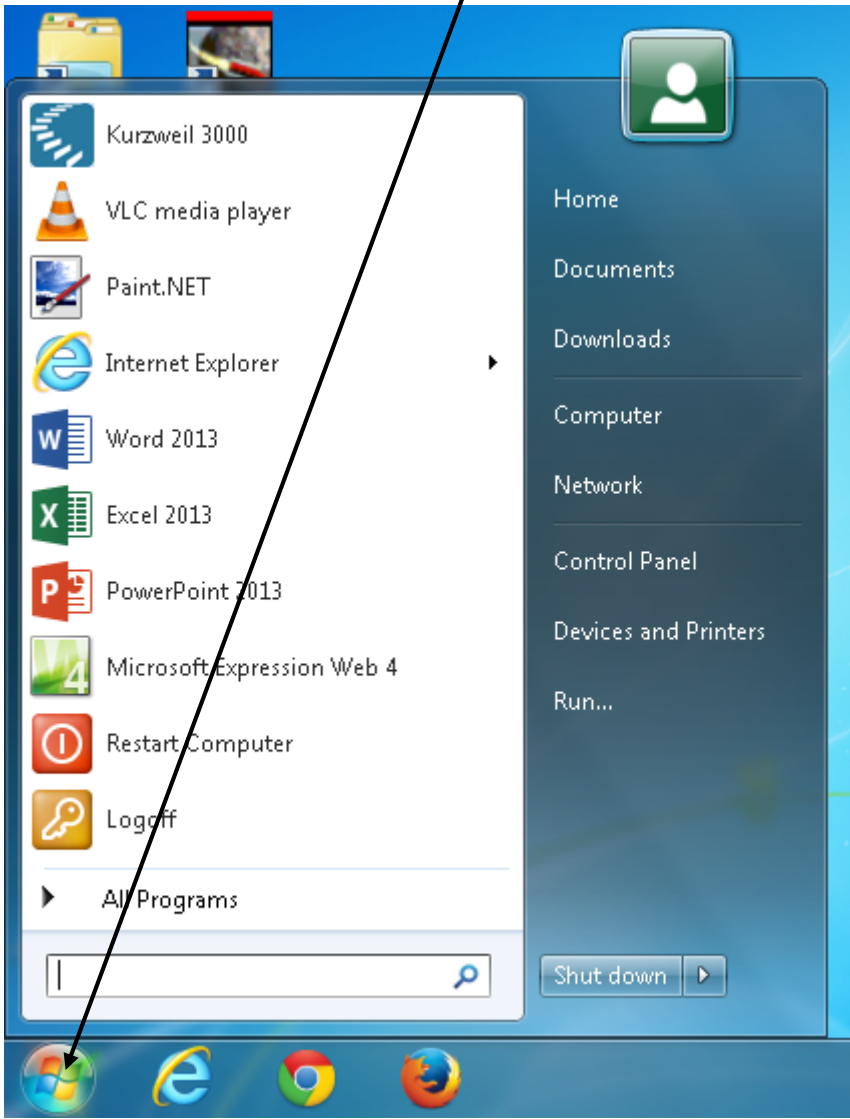 Kurzweil 3000
VLC media player
Paint.NET
Internet Explorer
Word 2013
Excel 2013
PowerPoint 2013
Microsoft Expression Web 4
Restart Computer
Logoff
All Programs
Home
Documents
Downloads
Computer
Network
Control Panel
Devices and Printers
Run...
Shut down